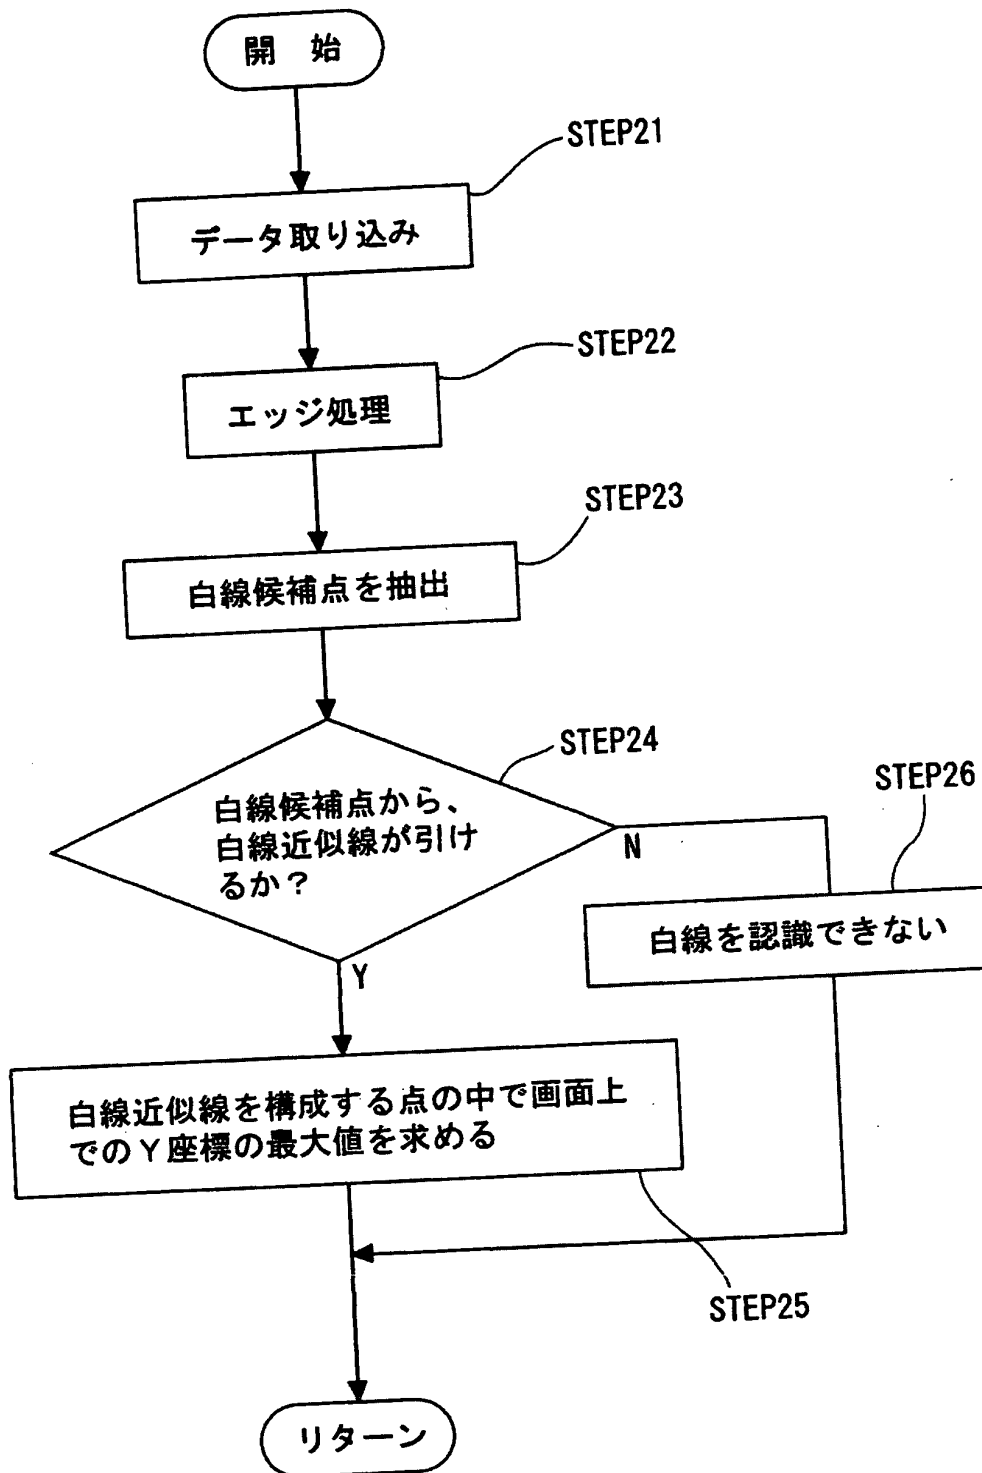 開 始
STEP21
データ取り込み
STEP22
エッジ処理
STEP23
白線候補点を抽出
STEP24
白線候補点から、
白線近似線が引け
るか？
N
STEP26
白線を認識できない
Y
白線近似線を構成する点の中で画面上
でのＹ座標の最大値を求める
STEP25
リターン